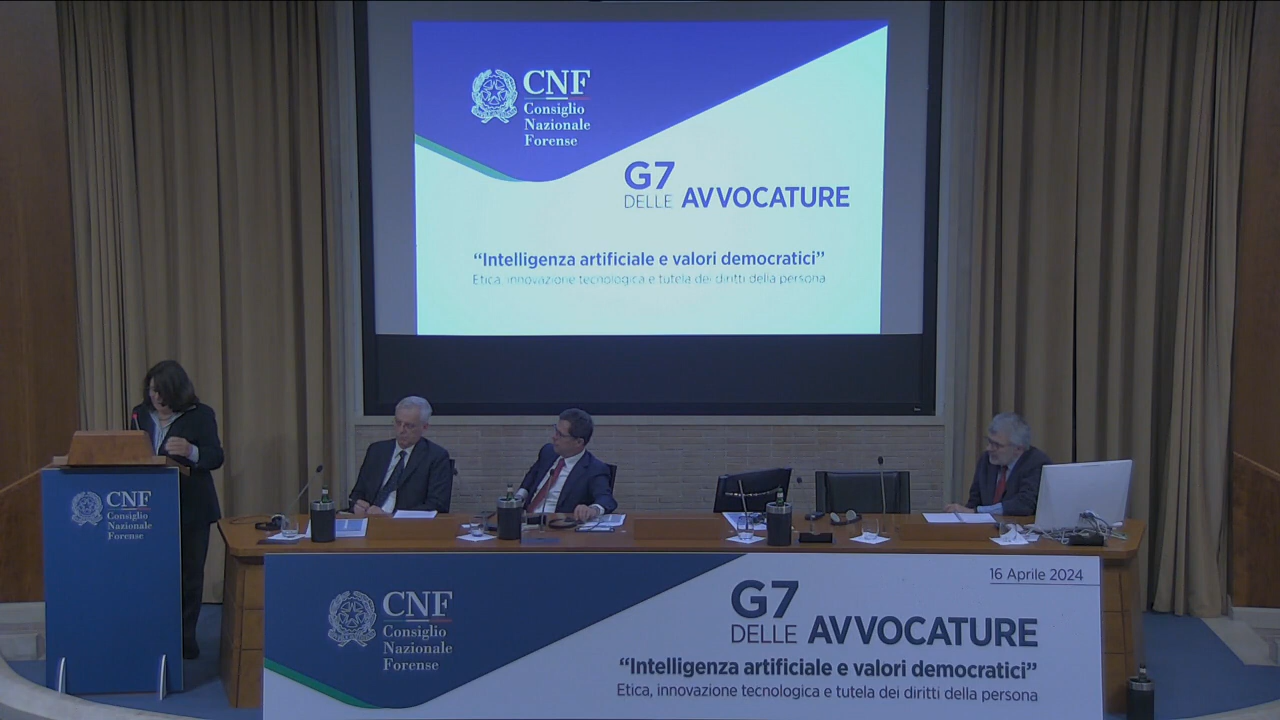 CNF
Consiglio
Nazionale
Forense
G7
DELLE AVVOCATURE
“Intelligenza artificiale e valori democratici”
Etica, innovazione tecnologica e tutela dei diritti della persona
CNF
Consiglio
Nazionale
Forense
16 Aprile 2024
CNF
Consiglio
Nazionale
Forense
G7
DELLE AVVOCATURE
“Intelligenza artificiale e valori democratici”
Etica, innovazione tecnologica e tutela dei diritti della persona